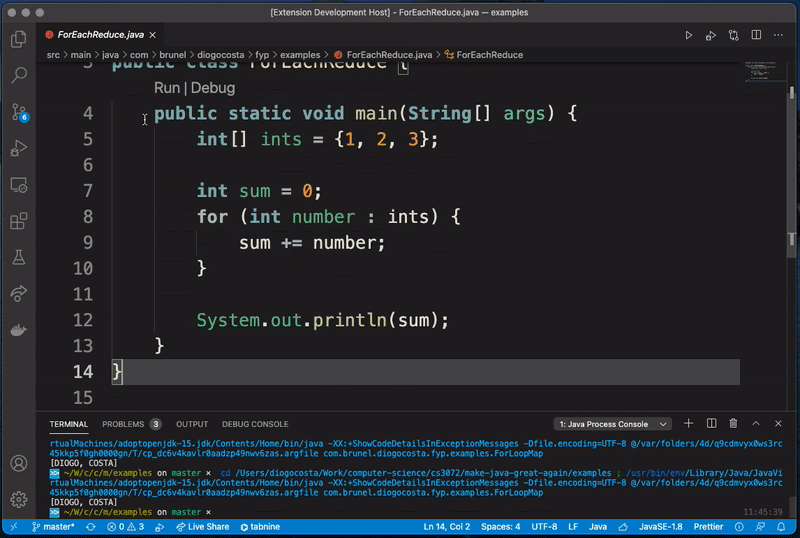 [Extension Development Host] - ForEachReduce.java — examples
ForEachReduce.java
src > main > java > com > brunel > diogocosta > fyp > examples > ForEachReduce.java > ForEachReduce
3 public class ForEachReduce {
Run | Debug
4 public static void main(String[] args) {
5 int[] ints = {1, 2, 3};
6
7 int sum = 0;
8 for (int number : ints) {
9 sum += number;
10 }
11
12 System.out.println(sum);
13 }
14 }
15
6
TERMINAL PROBLEMS 3 OUTPUT DEBUG CONSOLE 1: Java Process Console
rtualMachines/adoptopenjdk-15.jdk/Contents/Home/bin/java -XX:+ShowCodeDetailsInExceptionMessages -Dfile.encoding=UTF-8 @/var/folders/4d/q9cdmvyx0ws3rc
45kkp5f0gh0000gn/T/cp_dc6v4kavlr0aadzp49nwv6zas.argfile com.brunel.diogocosta.fyp.examples.ForLoopMap
[DIOGO, COSTA]
~/W/c/c/m/examples on master × cd /Users/diogocosta/Work/computer-science/cs3072/make-java-great-again/examples ; /usr/bin/env /Library/Java/JavaVi
rtualMachines/adoptopenjdk-15.jdk/Contents/Home/bin/java -XX:+ShowCodeDetailsInExceptionMessages -Dfile.encoding=UTF-8 @/var/folders/4d/q9cdmvyx0ws3rc
45kkp5f0gh0000gn/T/cp_dc6v4kavlr0aadzp49nwv6zas.argfile com.brunel.diogocosta.fyp.examples.ForLoopMap
[DIOGO, COSTA]
~/W/c/c/m/examples on master × 11:45:39
master* 0 3 Live Share tabnine Ln 14, Col 2 Spaces: 4 UTF-8 LF Java JavaSE-1.8 Prettier